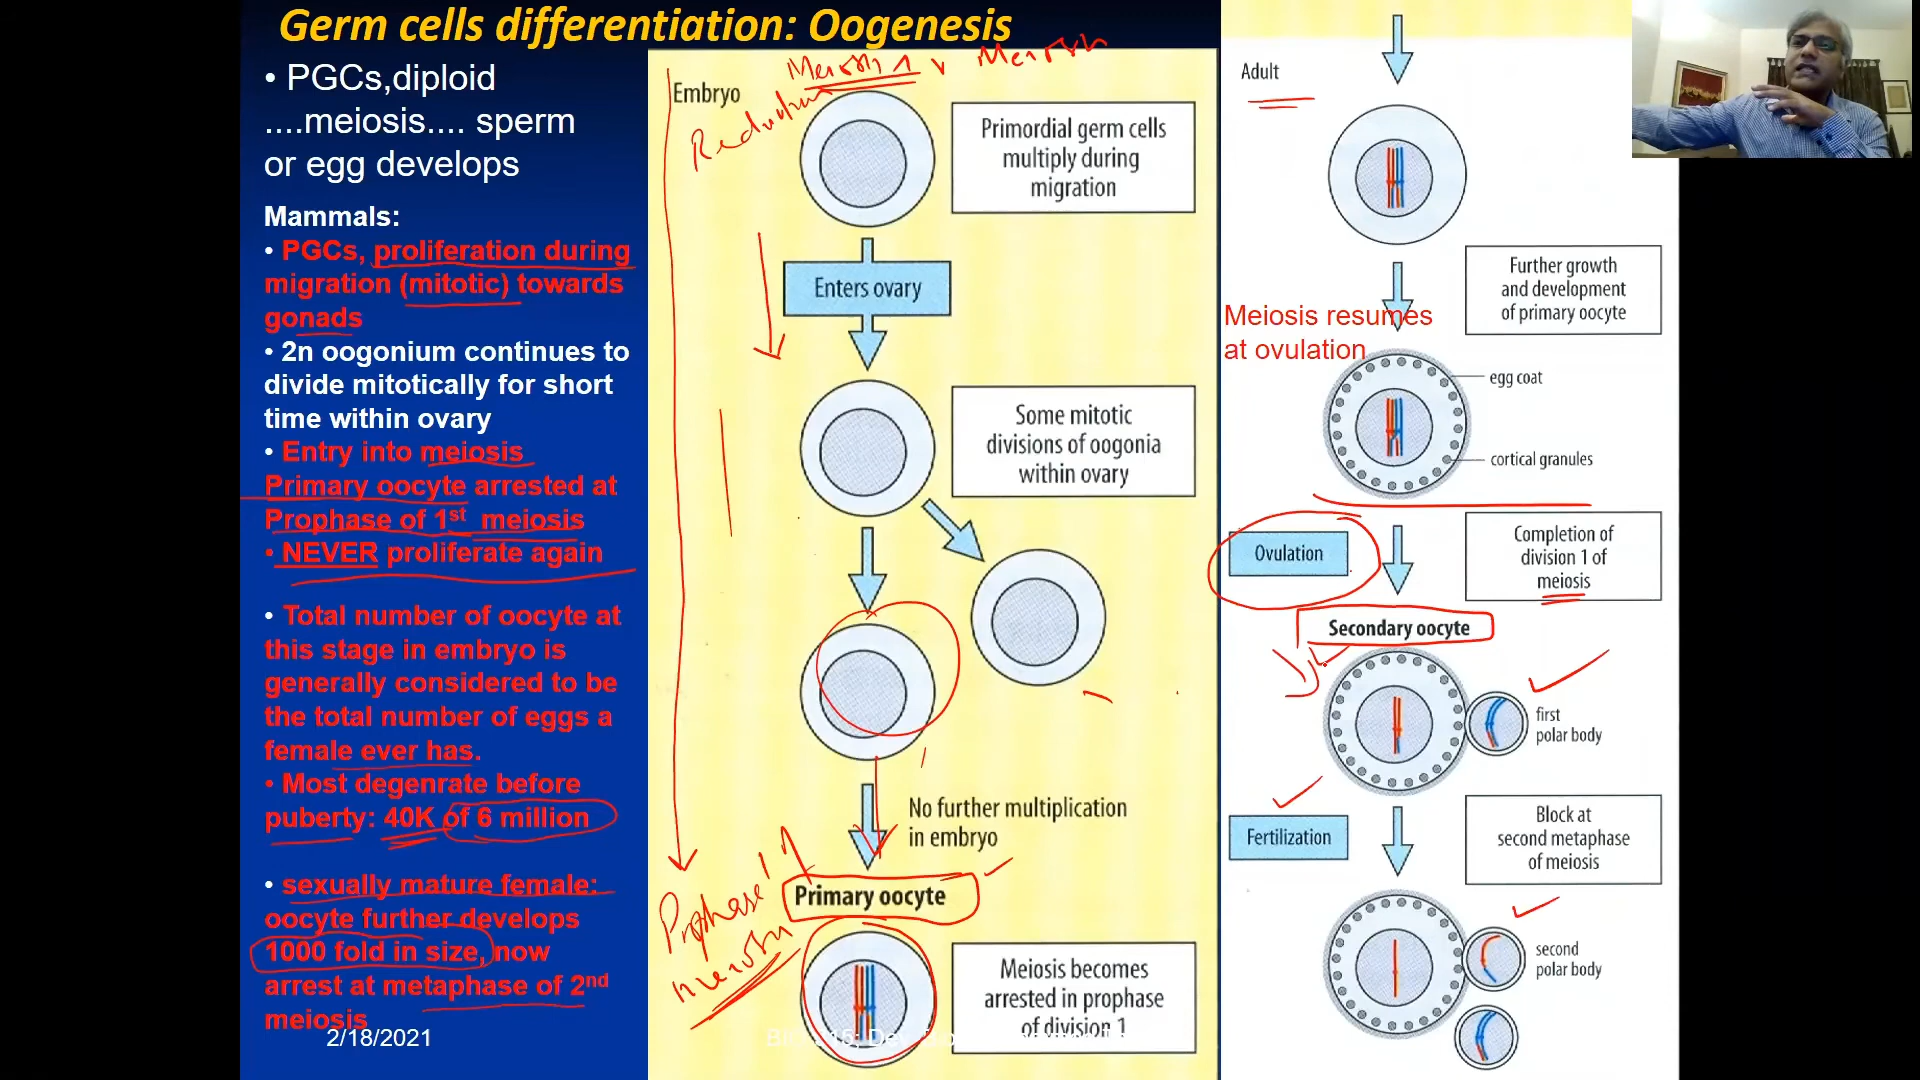 Germ cells differentiation: Oogenesis
• PGCs,diploid
....meiosis.... sperm
or egg develops
Mammals:
• PGCs, proliferation during
migration (mitotic) towards
gonads
• 2n oogonium continues to
divide mitotically for short
time within ovary
• Entry into meiosis
Primary oocyte arrested at
Prophase of 1st meiosis
• NEVER proliferate again
• Total number of oocyte at
this stage in embryo is
generally considered to be
the total number of eggs a
female ever has.
• Most degenrate before
puberty: 40K of 6 million
• sexually mature female:
oocyte further develops
1000 fold in size, now
arrest at metaphase of 2nd
meiosis
2/18/2021
Embryo
Meiosis 1
Meiosis
Reduction
Primordial germ cells
multiply during
migration
Enters ovary
Some mitotic
divisions of oogonia
within ovary
No further multiplication
in embryo
Prophase 1 of
meiosis
Primary oocyte
Meiosis becomes
arrested in prophase
of division 1
Adult
Further growth
and development
of primary oocyte
Meiosis resumes
at ovulation
egg coat
cortical granules
Ovulation
Completion of
division 1 of
meiosis
Secondary oocyte
first
polar body
Fertilization
Block at
second metaphase
of meiosis
second
polar body